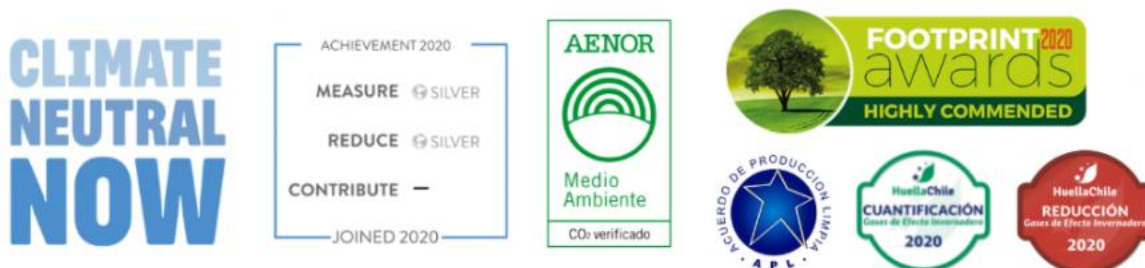 CLIMATE
NEUTRAL
NOW
ACHIEVEMENT 2020
MEASURE SILVER
REDUCE SILVER
CONTRIBUTE –
JOINED 2020
AENOR
Medio
Ambiente
CO₂ verificado
FOOTPRINT 2020
awards
HIGHLY COMMENDED
ACUERDO DE PRODUCCION LIMPIA
· A P L ·
HuellaChile
CUANTIFICACIÓN
Gases de Efecto Invernadero
2020
HuellaChile
REDUCCIÓN
Gases de Efecto Invernadero
2020